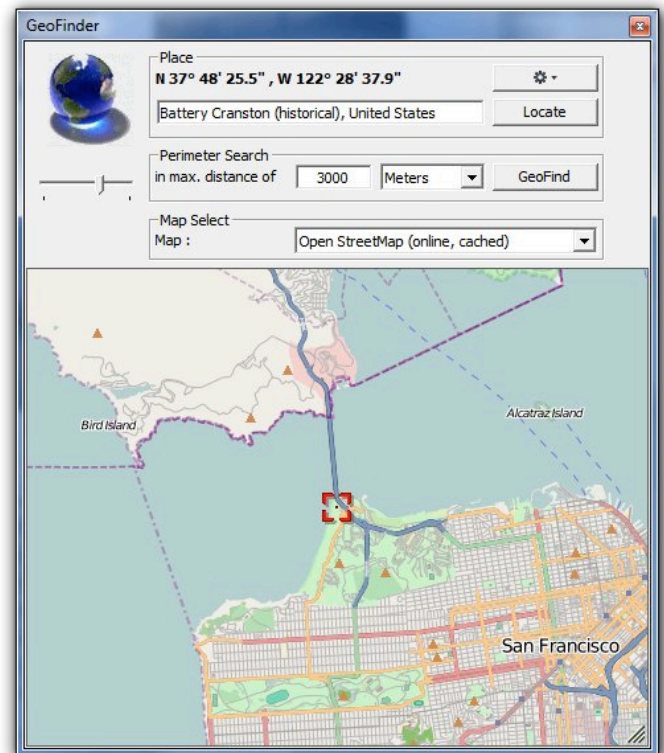 GeoFinder
Place
N 37° 48' 25.5" , W 122° 28' 37.9"
Battery Cranston (historical), United States
Locate
Perimeter Search
in max. distance of
3000
Meters
GeoFind
Map Select
Map :
Open StreetMap (online, cached)
Bird Island
Alcatraz Island
San Francisco